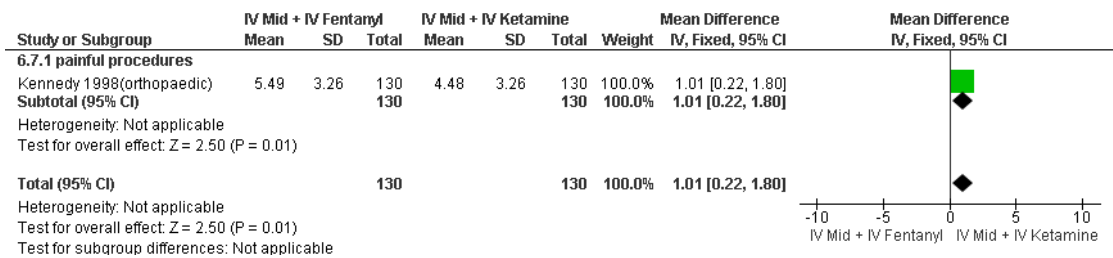 IV Mid + IV Fentanyl IV Mid + IV Ketamine Mean Difference Mean Difference
Study or Subgroup Mean SD Total Mean SD Total Weight IV, Fixed, 95% CI IV, Fixed, 95% CI
6.7.1 painful procedures
Kennedy 1998(orthopaedic) 5.49 3.26 130 4.48 3.26 130 100.0% 1.01 [0.22, 1.80]
Subtotal (95% CI) 130 130 100.0% 1.01 [0.22, 1.80]
Heterogeneity: Not applicable
Test for overall effect: Z = 2.50 (P = 0.01)
Total (95% CI) 130 130 100.0% 1.01 [0.22, 1.80]
Heterogeneity: Not applicable
Test for overall effect: Z = 2.50 (P = 0.01)
Test for subgroup differences: Not applicable
-10 -5 0 5 10
IV Mid + IV Fentanyl IV Mid + IV Ketamine